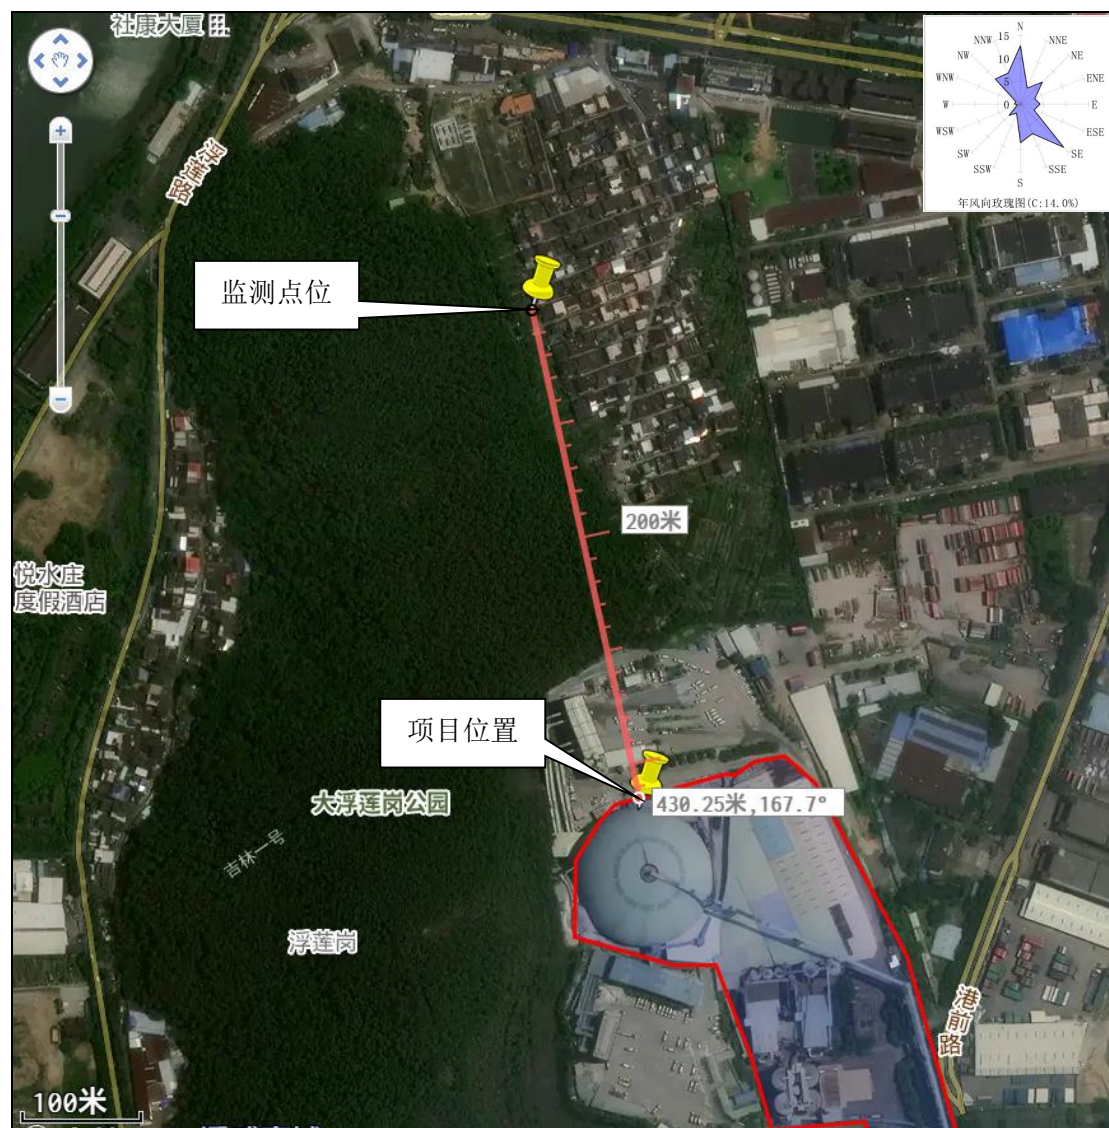 社康大厦
N
NNE
NE
ENE
E
ESE
SE
SSE
S
SSW
SW
WSW
W
WNW
NW
NNW
15
10
5
0
年风向玫瑰图(C:14.0%)
浮莲路
监测点位
200米
悦水庄
度假酒店
项目位置
430.25米,167.7°
大浮莲岗公园
吉林一号
浮莲岗
港前路
100米